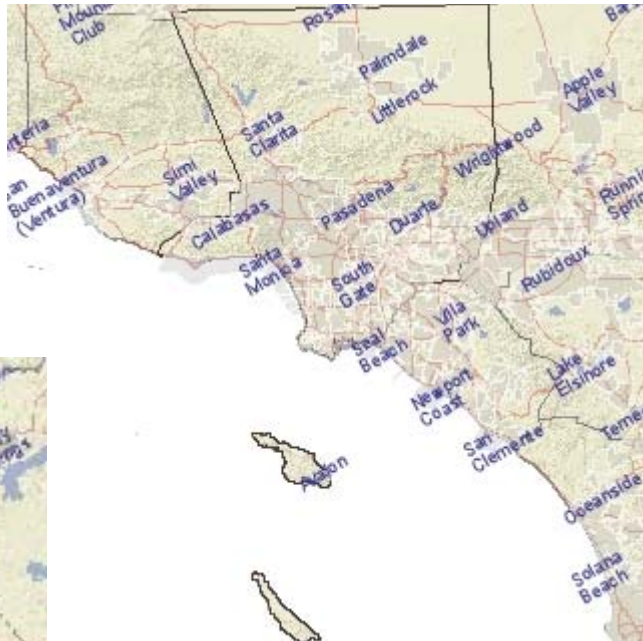 Club
Palmdale
Apple
Valley
Littlerock
Santa
Clarita
Wrightwood
Simi
Valley
Buenaventura
(Ventura)
Pasadena
Duarte
Upland
Calabasas
Santa
Monica
South
Gate
Rubidoux
Villa
Park
Seal
Beach
Lake
Elsinore
Newport
Coast
San
Clemente
Avalon
Oceanside
Solana
Beach